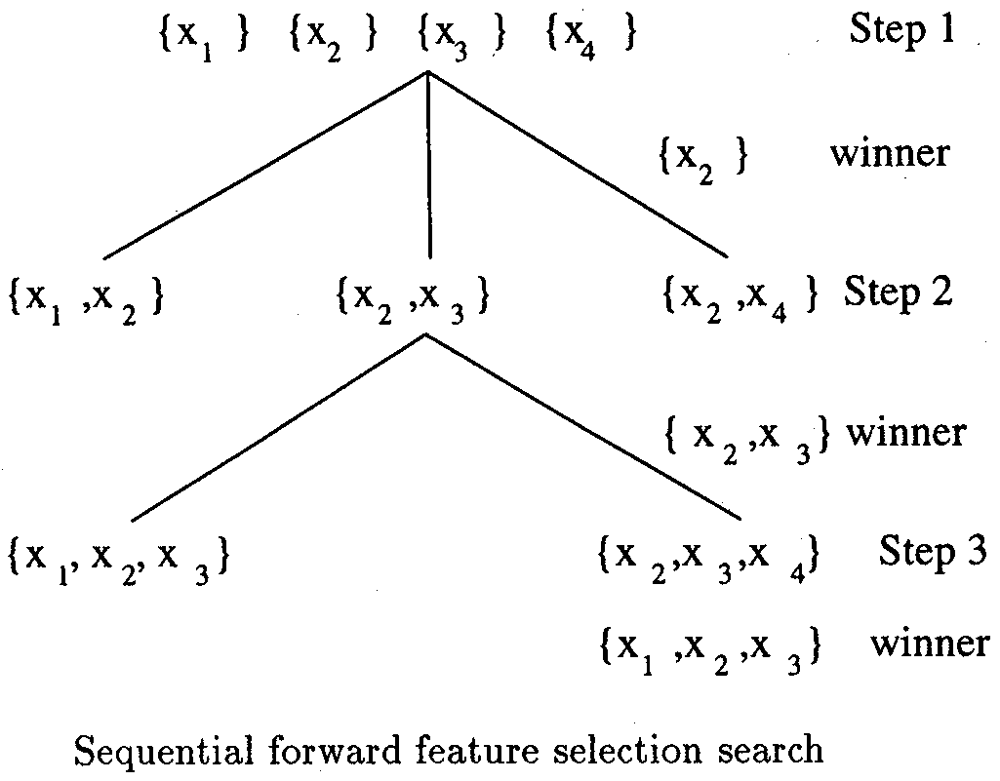 {x₁ } {x₂ } {x₃ } {x₄ } Step 1
{x₂ } winner
{x₁ ,x₂ } {x₂ ,x₃ } {x₂ ,x₄ } Step 2
{ x₂ ,x₃ } winner
{x₁, x₂, x₃ } {x₂,x₃,x₄} Step 3
{x₁ ,x₂ ,x₃ } winner
Sequential forward feature selection search